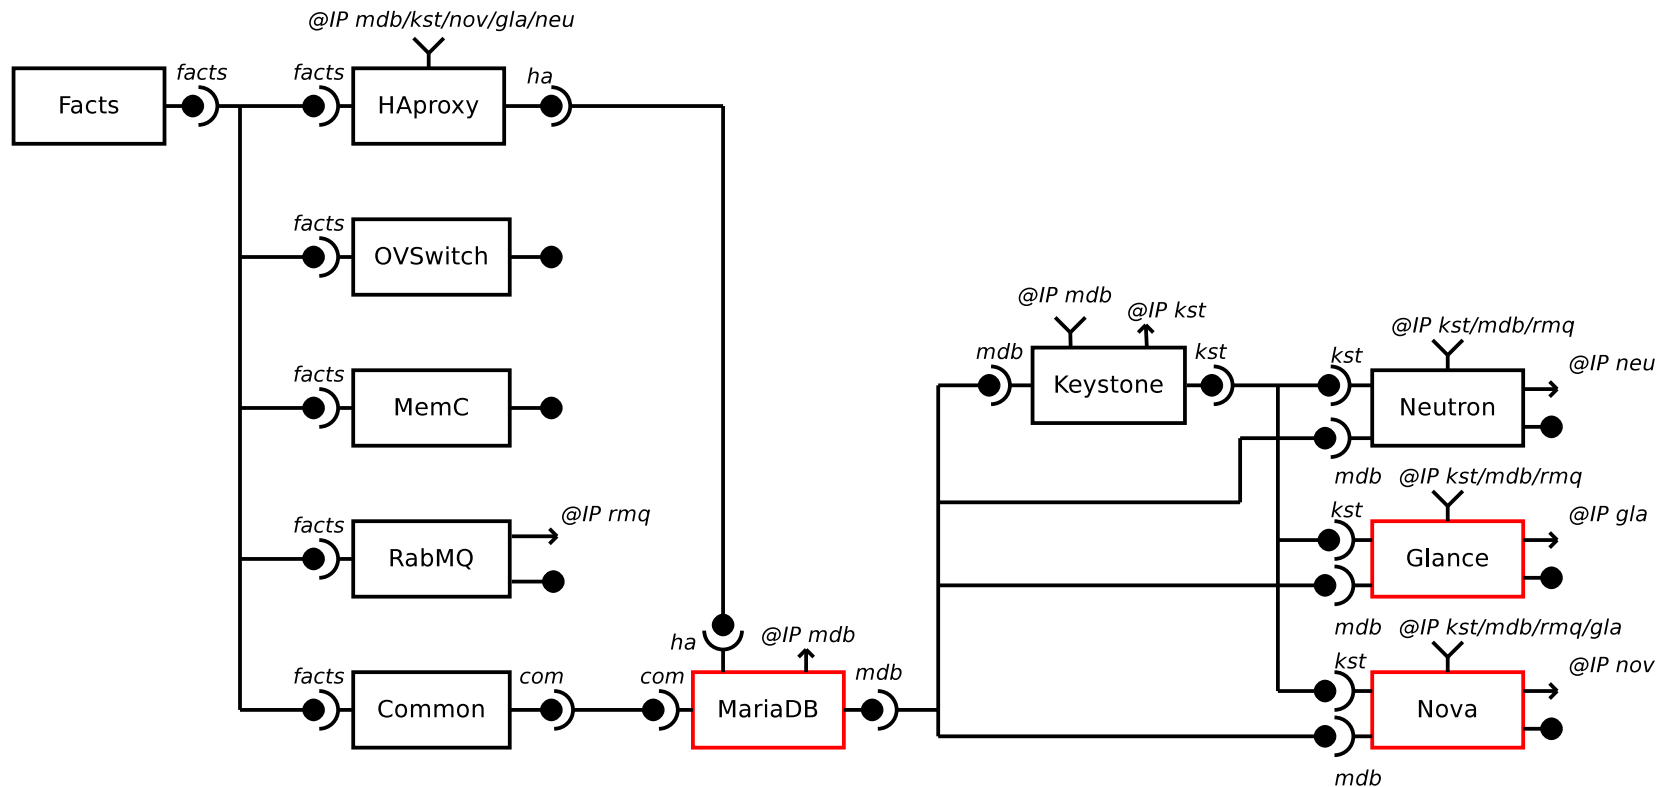 @IP mdb/kst/nov/gla/neu
facts
facts
ha
Facts
HAproxy
facts
OVSwitch
@IP mdb
@IP kst
@IP kst/mdb/rmq
mdb
kst
kst
@IP neu
facts
Keystone
MemC
Neutron
mdb
@IP kst/mdb/rmq
facts
@IP rmq
kst
@IP gla
RabMQ
Glance
ha
@IP mdb
mdb
@IP kst/mdb/rmq/gla
facts
com
com
mdb
kst
@IP nov
Common
MariaDB
Nova
mdb